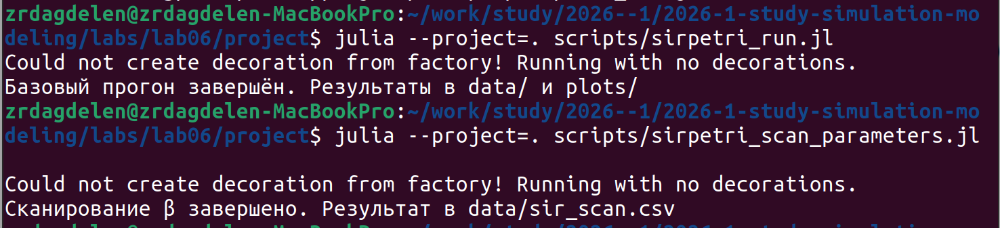 zrdagdelen@zrdagdelen-MacBookPro:~/work/study/2026--1/2026-1-study-simulation-mo
deling/labs/lab06/project$ julia --project=. scripts/sirpetri_run.jl
Could not create decoration from factory! Running with no decorations.
Базовый прогон завершён. Результаты в data/ и plots/
zrdagdelen@zrdagdelen-MacBookPro:~/work/study/2026--1/2026-1-study-simulation-mo
deling/labs/lab06/project$ julia --project=. scripts/sirpetri_scan_parameters.jl
Could not create decoration from factory! Running with no decorations.
Сканирование β завершено. Результат в data/sir_scan.csv